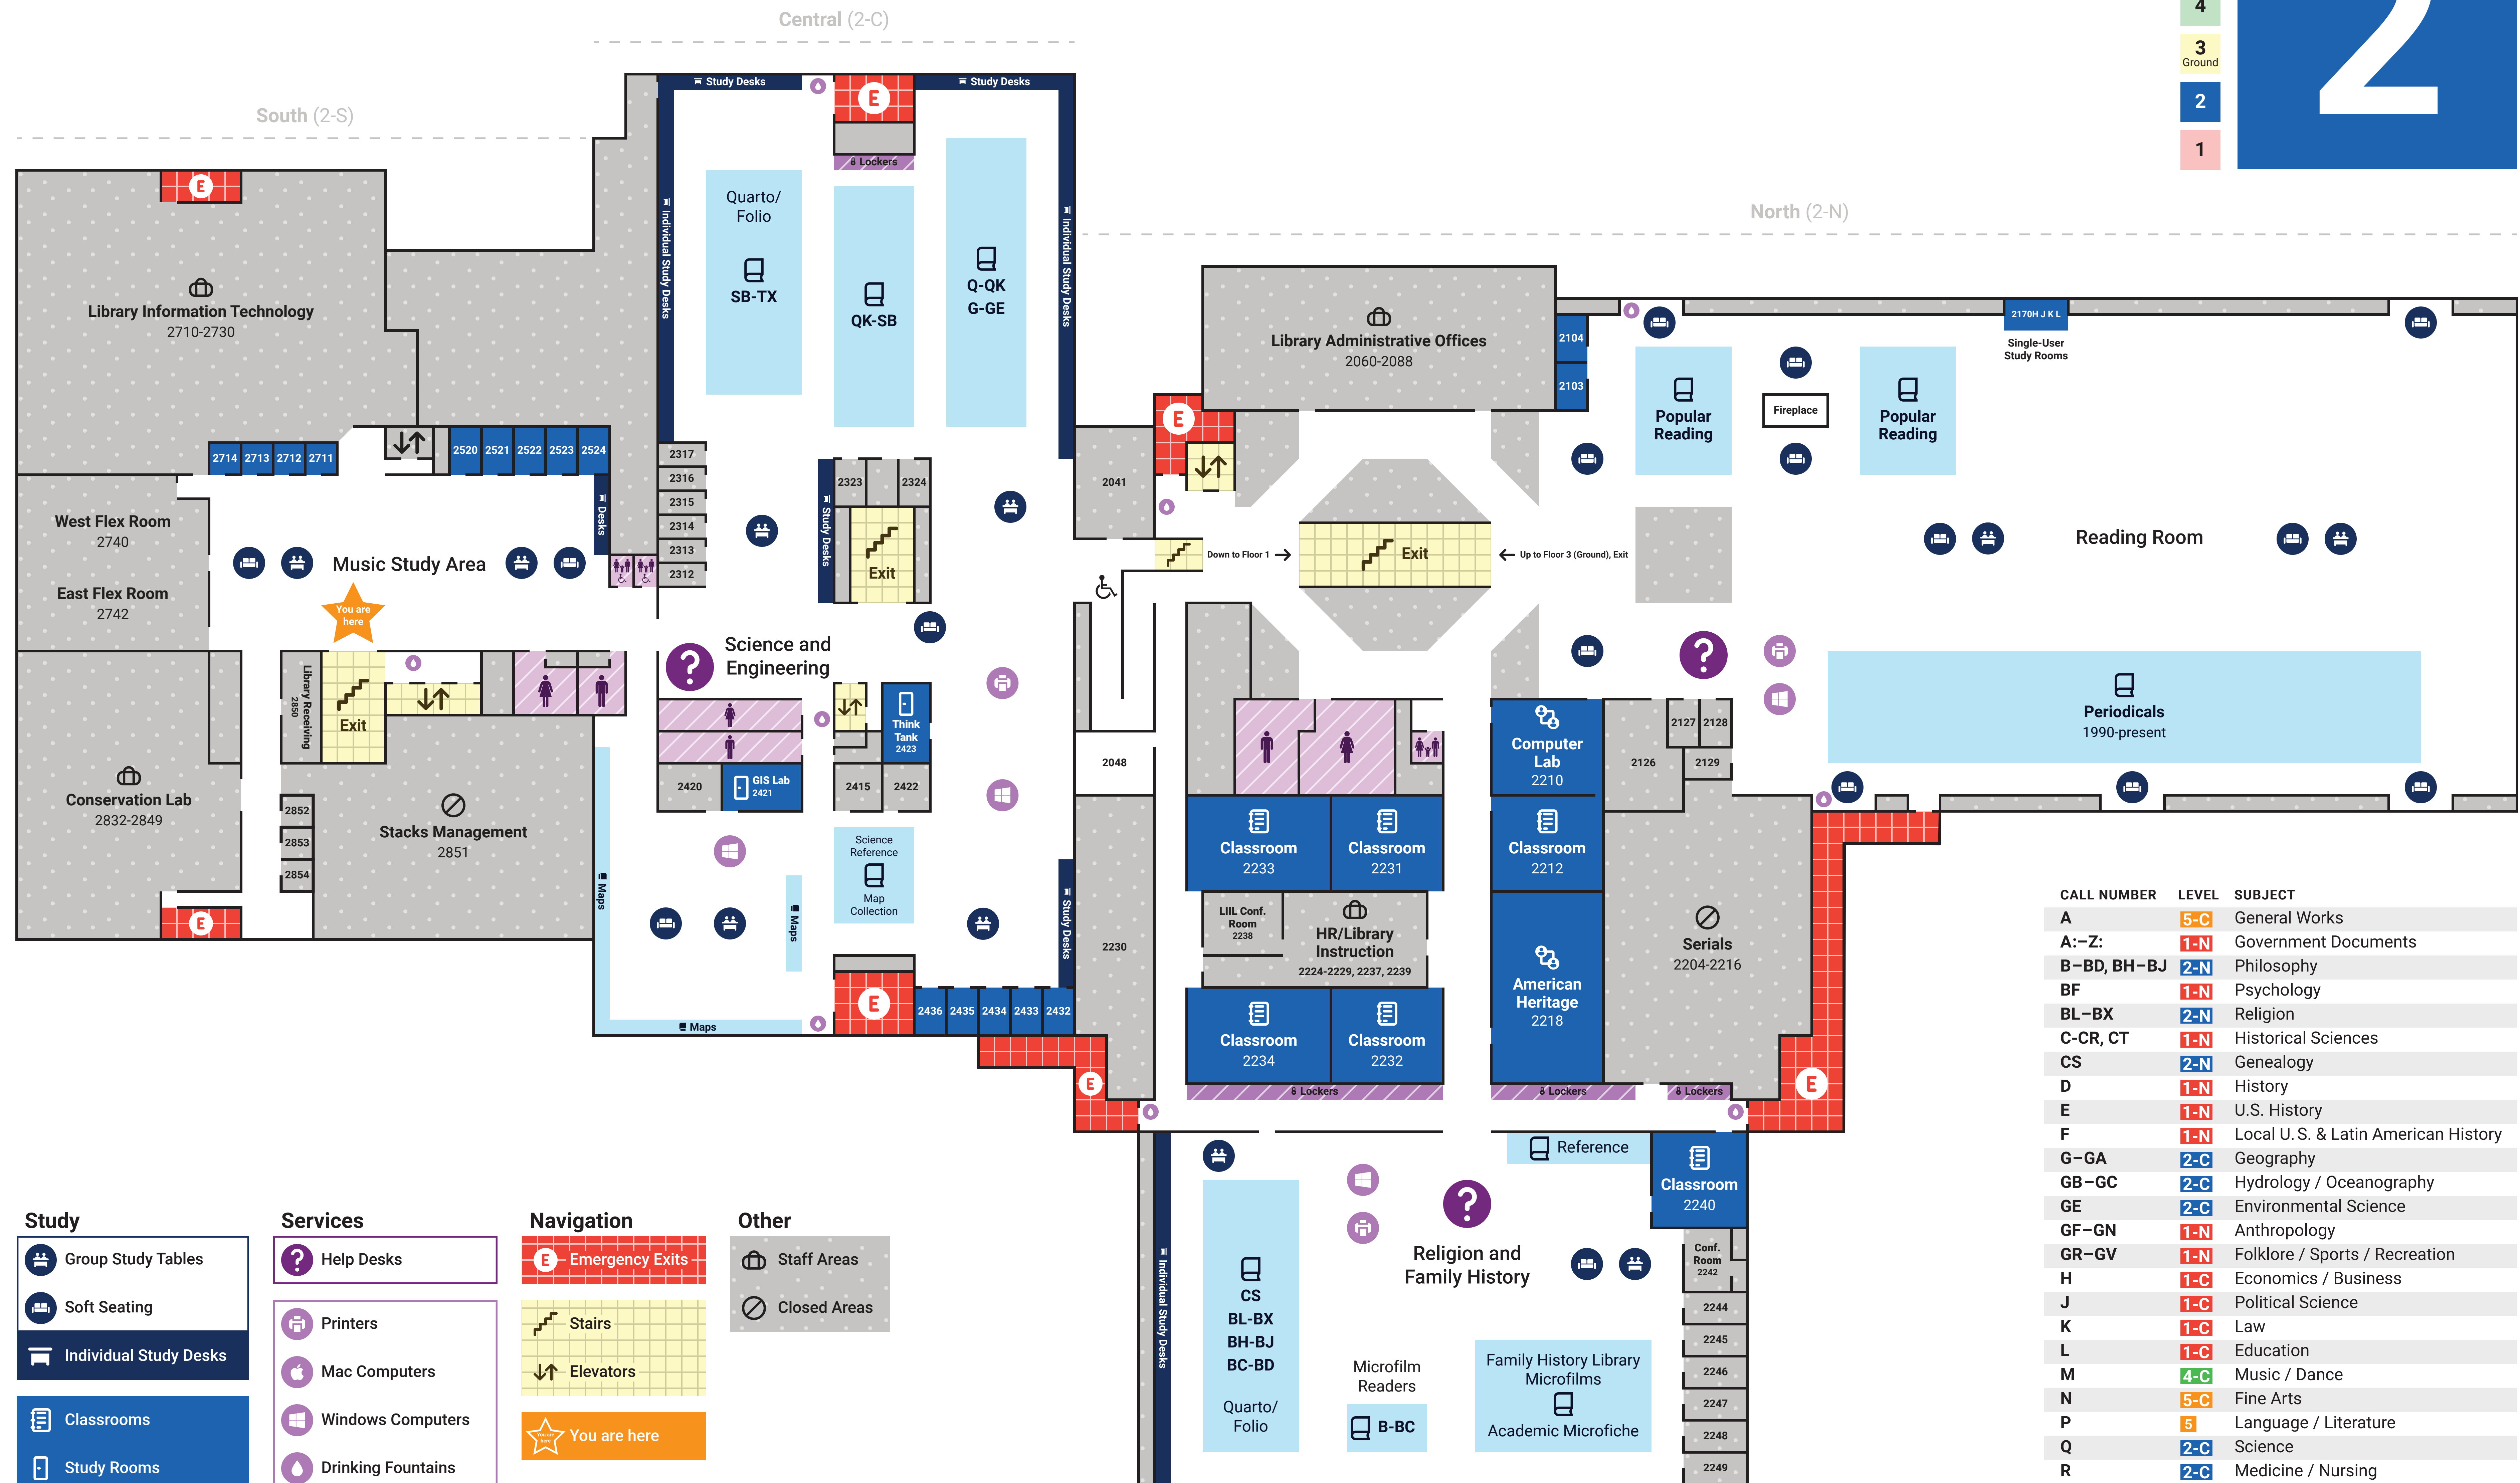 Central (2-C)
South (2-S)
North (2-N)
4
3
Ground
2
1
2
Study Desks
E
Study Desks
Lockers
Individual Study Desks
Individual Study Desks
Quarto/
Folio
SB-TX
QK-SB
Q-QK
G-GE
E
Library Information Technology
2710-2730
2714
2713
2712
2711
2520
2521
2522
2523
2524
Desks
West Flex Room
2740
East Flex Room
2742
Music Study Area
You are
here
Library Receiving
2850
Exit
Conservation Lab
2832-2849
2852
2853
2854
Stacks Management
2851
E
2317
2316
2315
2314
2313
2312
Study Desks
2323
2324
Exit
Science and
Engineering
Think
Tank
2423
2420
GIS Lab
2421
2415
2422
Science
Reference
Map
Collection
Maps
Maps
Maps
Study Desks
E
2436
2435
2434
2433
2432
E
2041
E
Down to Floor 1
Exit
Up to Floor 3 (Ground), Exit
2048
2230
Library Administrative Offices
2060-2088
2104
2103
Popular
Reading
Fireplace
Popular
Reading
2170H J K L
Single-User
Study Rooms
Reading Room
Periodicals
1990-present
Computer
Lab
2210
2126
2127
2128
2129
Classroom
2233
Classroom
2231
Classroom
2212
LIIL Conf.
Room
2238
HR/Library
Instruction
2224-2229, 2237, 2239
American
Heritage
2218
Serials
2204-2216
Classroom
2234
Classroom
2232
Lockers
Lockers
Lockers
E
Reference
Classroom
2240
Individual Study Desks
CS
BL-BX
BH-BJ
BC-BD
Quarto/
Folio
Religion and
Family History
Microfilm
Readers
B-BC
Family History Library
Microfilms
Academic Microfiche
Conf.
Room
2242
2244
2245
2246
2247
2248
2249
Study
Group Study Tables
Soft Seating
Individual Study Desks
Classrooms
Study Rooms
Services
Help Desks
Printers
Mac Computers
Windows Computers
Drinking Fountains
Navigation
E Emergency Exits
Stairs
Elevators
You are here You are here
Other
Staff Areas
Closed Areas
CALL NUMBER LEVEL SUBJECT
A 5-C General Works
A:–Z: 1-N Government Documents
B–BD, BH–BJ 2-N Philosophy
BF 1-N Psychology
BL–BX 2-N Religion
C-CR, CT 1-N Historical Sciences
CS 2-N Genealogy
D 1-N History
E 1-N U.S. History
F 1-N Local U. S. & Latin American History
G–GA 2-C Geography
GB–GC 2-C Hydrology / Oceanography
GE 2-C Environmental Science
GF–GN 1-N Anthropology
GR–GV 1-N Folklore / Sports / Recreation
H 1-C Economics / Business
J 1-C Political Science
K 1-C Law
L 1-C Education
M 4-C Music / Dance
N 5-C Fine Arts
P 5 Language / Literature
Q 2-C Science
R 2-C Medicine / Nursing